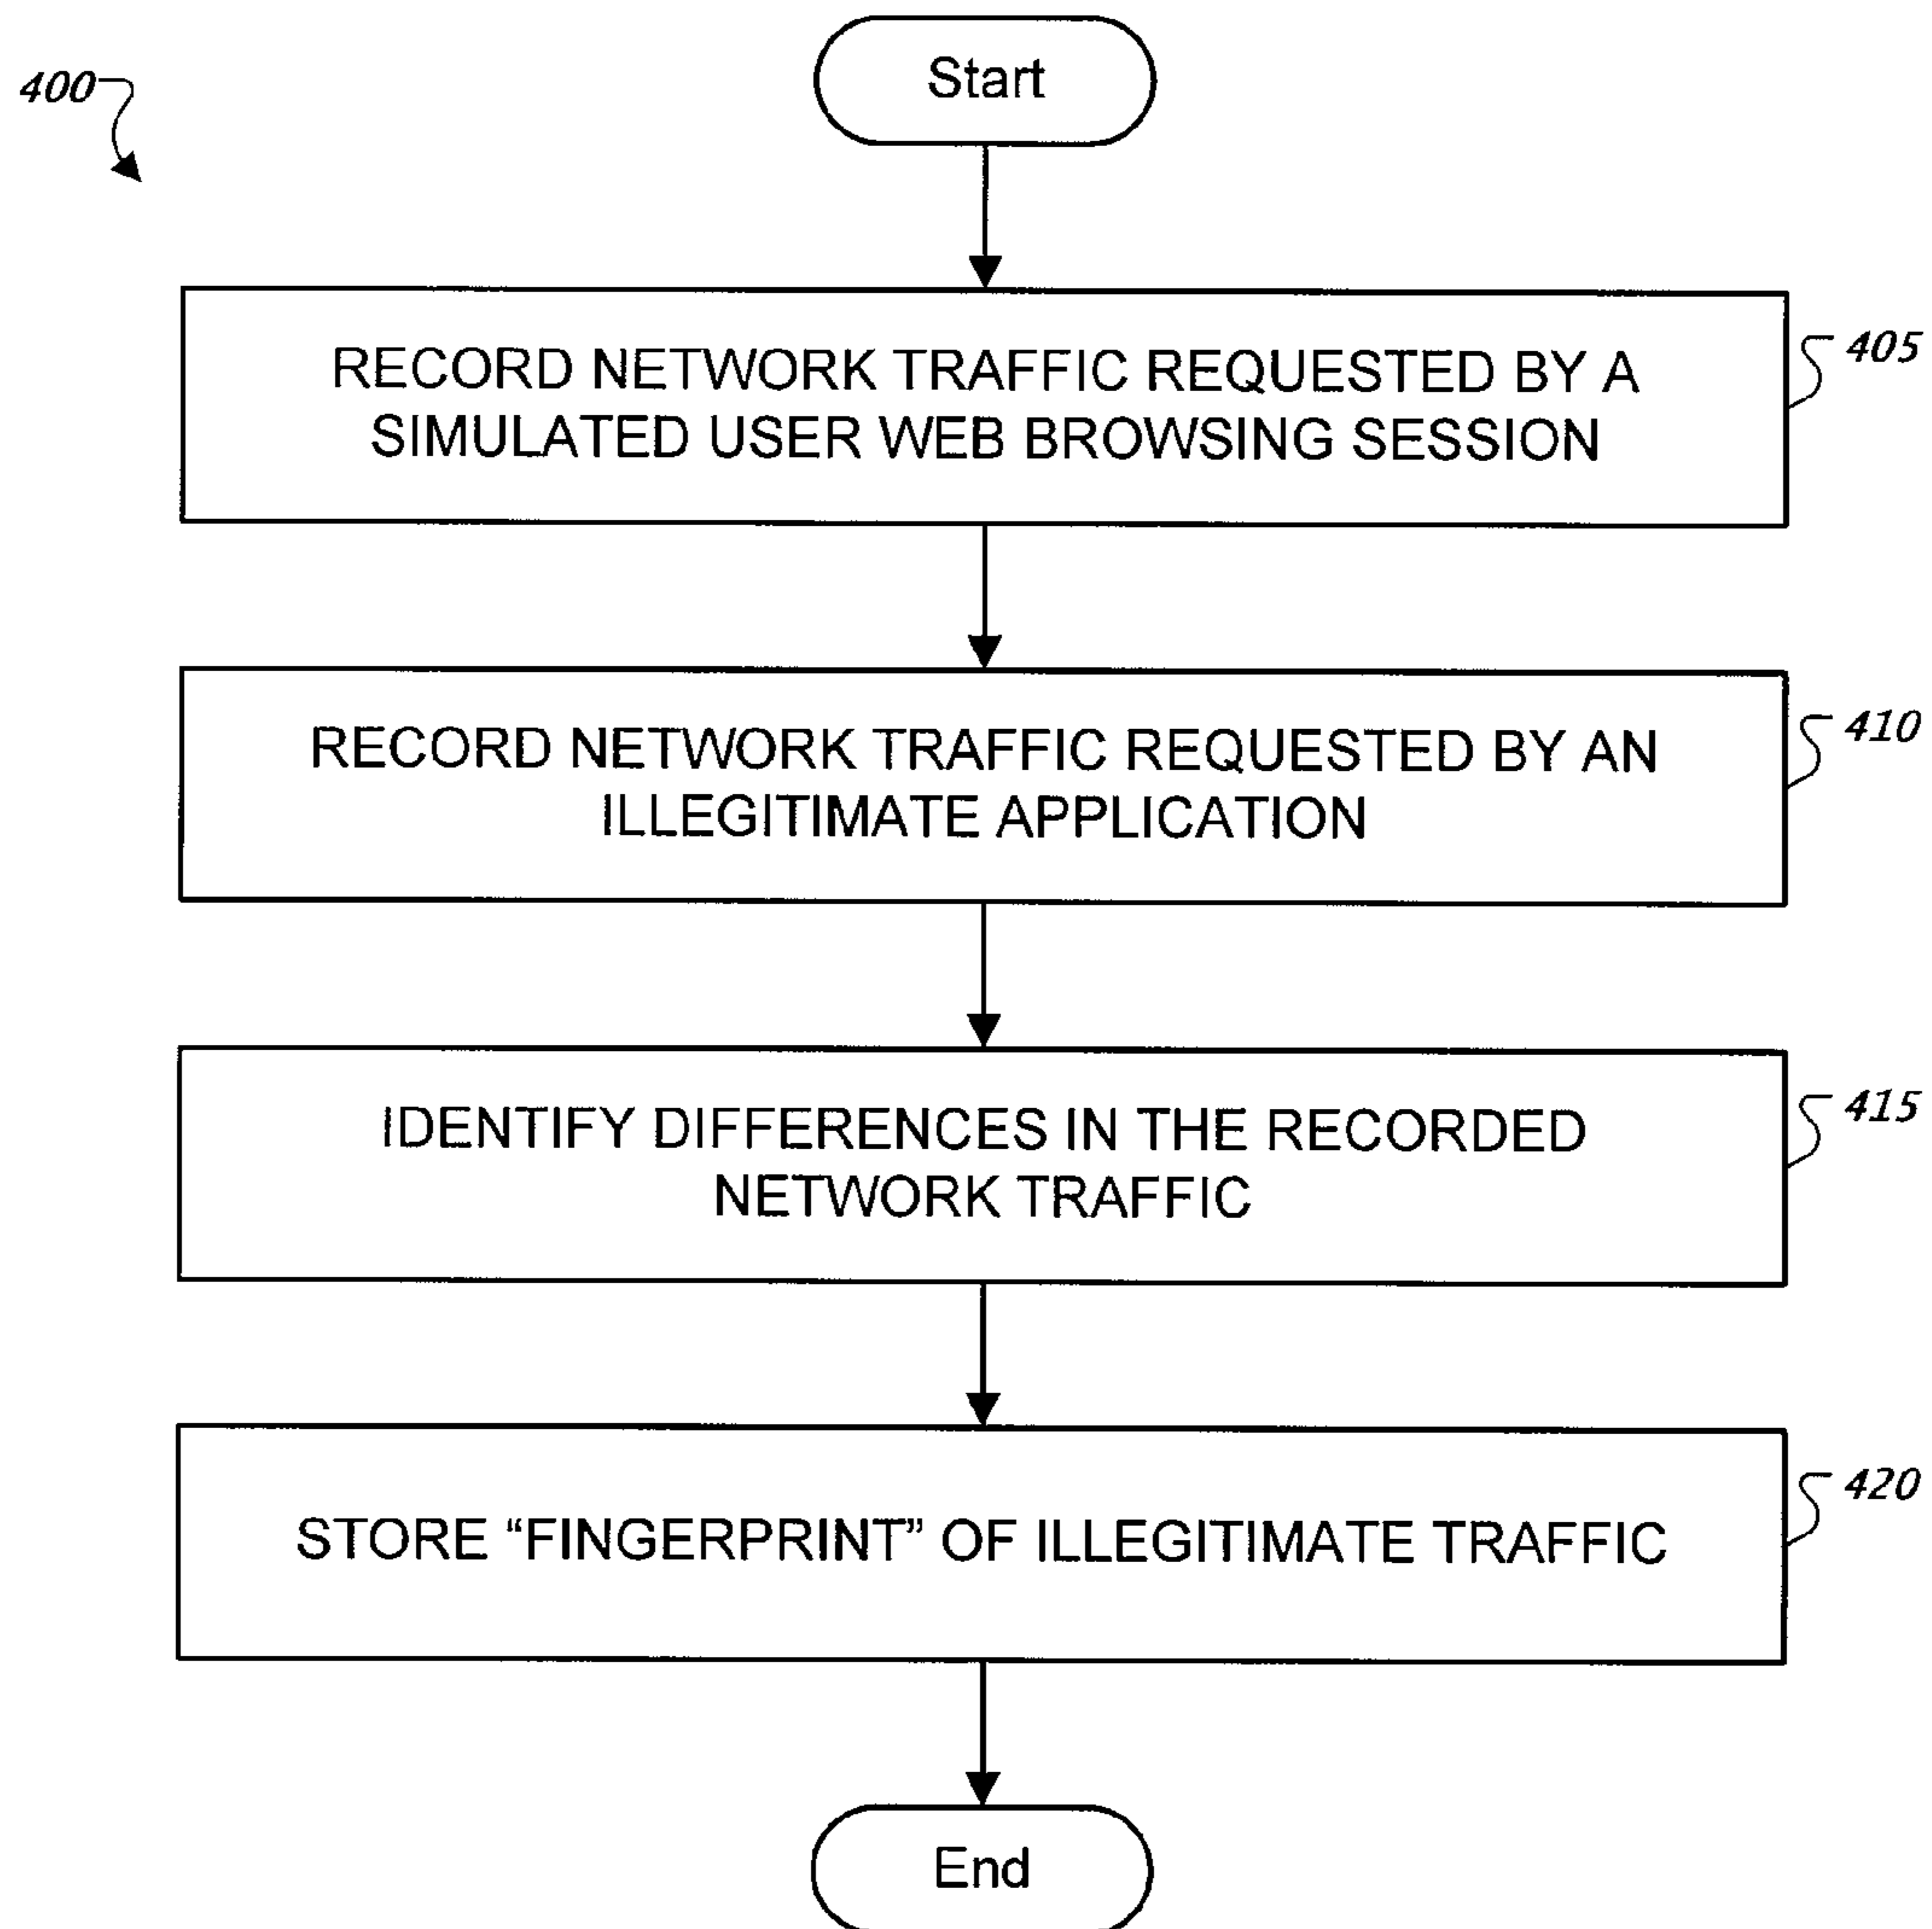 400
Start
RECORD NETWORK TRAFFIC REQUESTED BY A
SIMULATED USER WEB BROWSING SESSION
405
RECORD NETWORK TRAFFIC REQUESTED BY AN
ILLEGITIMATE APPLICATION
410
IDENTIFY DIFFERENCES IN THE RECORDED
NETWORK TRAFFIC
415
STORE “FINGERPRINT” OF ILLEGITIMATE TRAFFIC
420
End